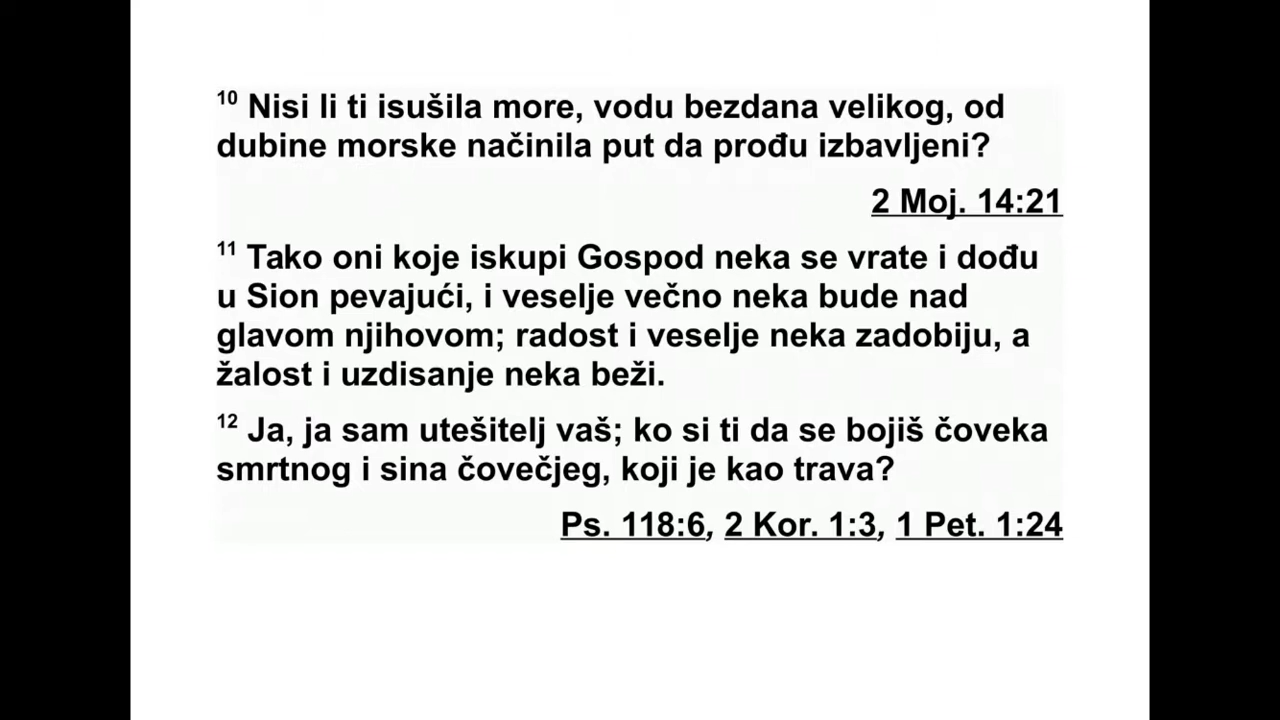 10 Nisi li ti isušila more, vodu bezdana velikog, od
dubine morske načinila put da prođu izbavljeni?
2 Moj. 14:21
11 Tako oni koje iskupi Gospod neka se vrate i dođu
u Sion pevajući, i veselje večno neka bude nad
glavom njihovom; radost i veselje neka zadobiju, a
žalost i uzdisanje neka beži.
12 Ja, ja sam utešitelj vaš; ko si ti da se bojiš čoveka
smrtnog i sina čovečjeg, koji je kao trava?
Ps. 118:6, 2 Kor. 1:3, 1 Pet. 1:24